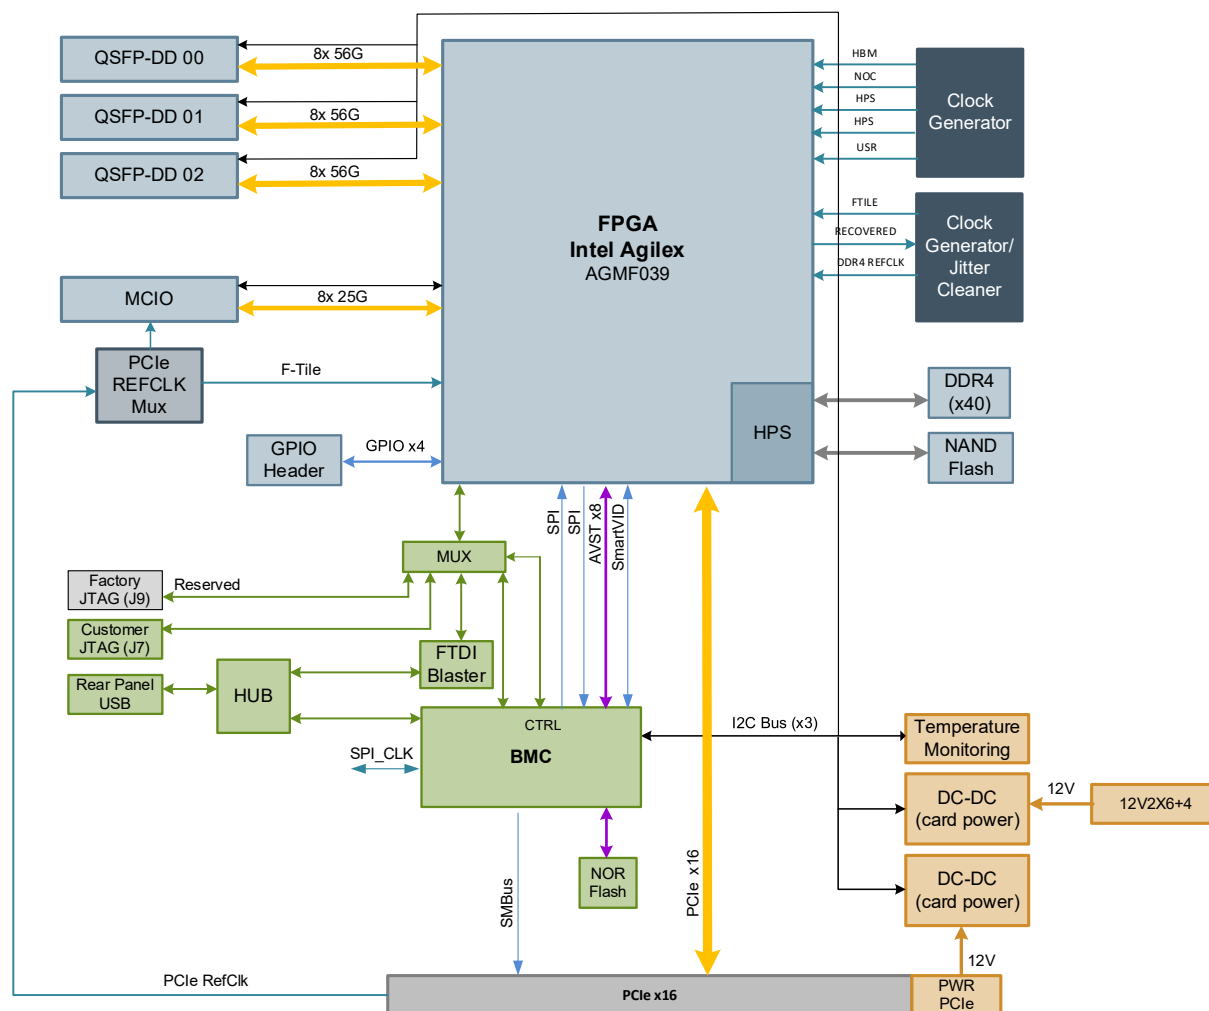 QSFP-DD 00
8x 56G
QSFP-DD 01
8x 56G
QSFP-DD 02
8x 56G
FPGA
Intel Agilex
AGMF039
HBM
NOC
HPS
HPS
USR
Clock
Generator
FTILE
RECOVERED
DDR4 REFCLK
Clock
Generator/
Jitter
Cleaner
MCIO
8x 25G
PCIe
REFCLK
Mux
F-Tile
GPIO
Header
GPIO x4
HPS
DDR4
(x40)
NAND
Flash
SPI
SPI
AVST x8
SmartVID
MUX
Factory
JTAG (J9)
Reserved
Customer
JTAG (J7)
Rear Panel
USB
HUB
FTDI
Blaster
CTRL
BMC
SPI_CLK
I2C Bus (x3)
Temperature
Monitoring
DC-DC
(card power)
12V
12V2X6+4
DC-DC
(card power)
NOR
Flash
SMBus
PCIe x16
12V
PCIe RefClk
PCIe x16
PWR
PCIe